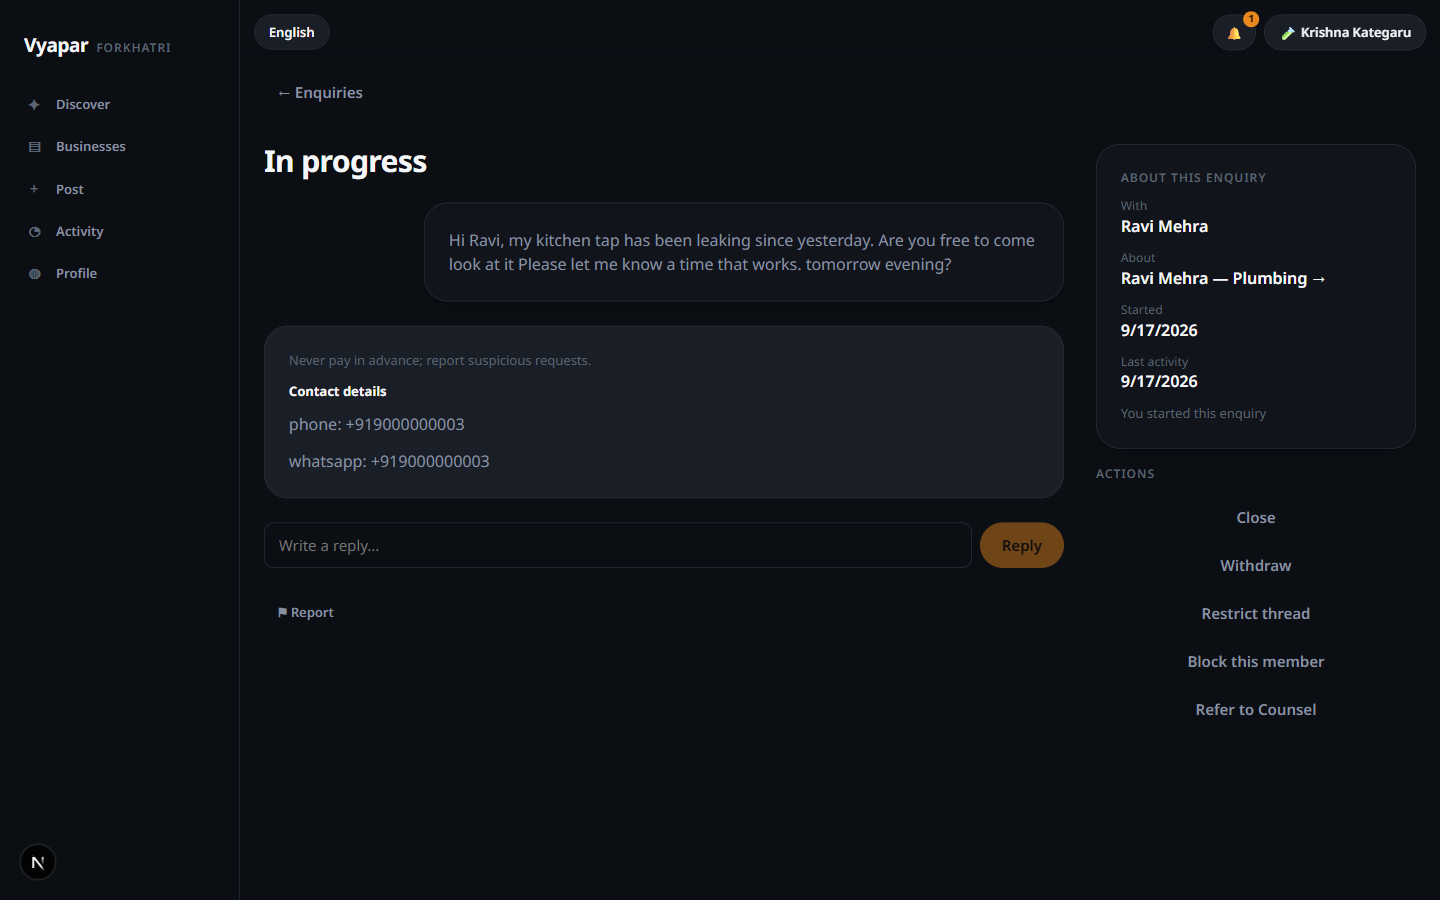 Vyapar FORKHATRI
Discover
Businesses
Post
Activity
Profile
English
1
Krishna Kategaru
← Enquiries
In progress
Hi Ravi, my kitchen tap has been leaking since yesterday. Are you free to come
look at it Please let me know a time that works. tomorrow evening?
Never pay in advance; report suspicious requests.
Contact details
phone: +919000000003
whatsapp: +919000000003
Write a reply...
Reply
Report
ABOUT THIS ENQUIRY
With
Ravi Mehra
About
Ravi Mehra — Plumbing →
Started
9/17/2026
Last activity
9/17/2026
You started this enquiry
ACTIONS
Close
Withdraw
Restrict thread
Block this member
Refer to Counsel
N